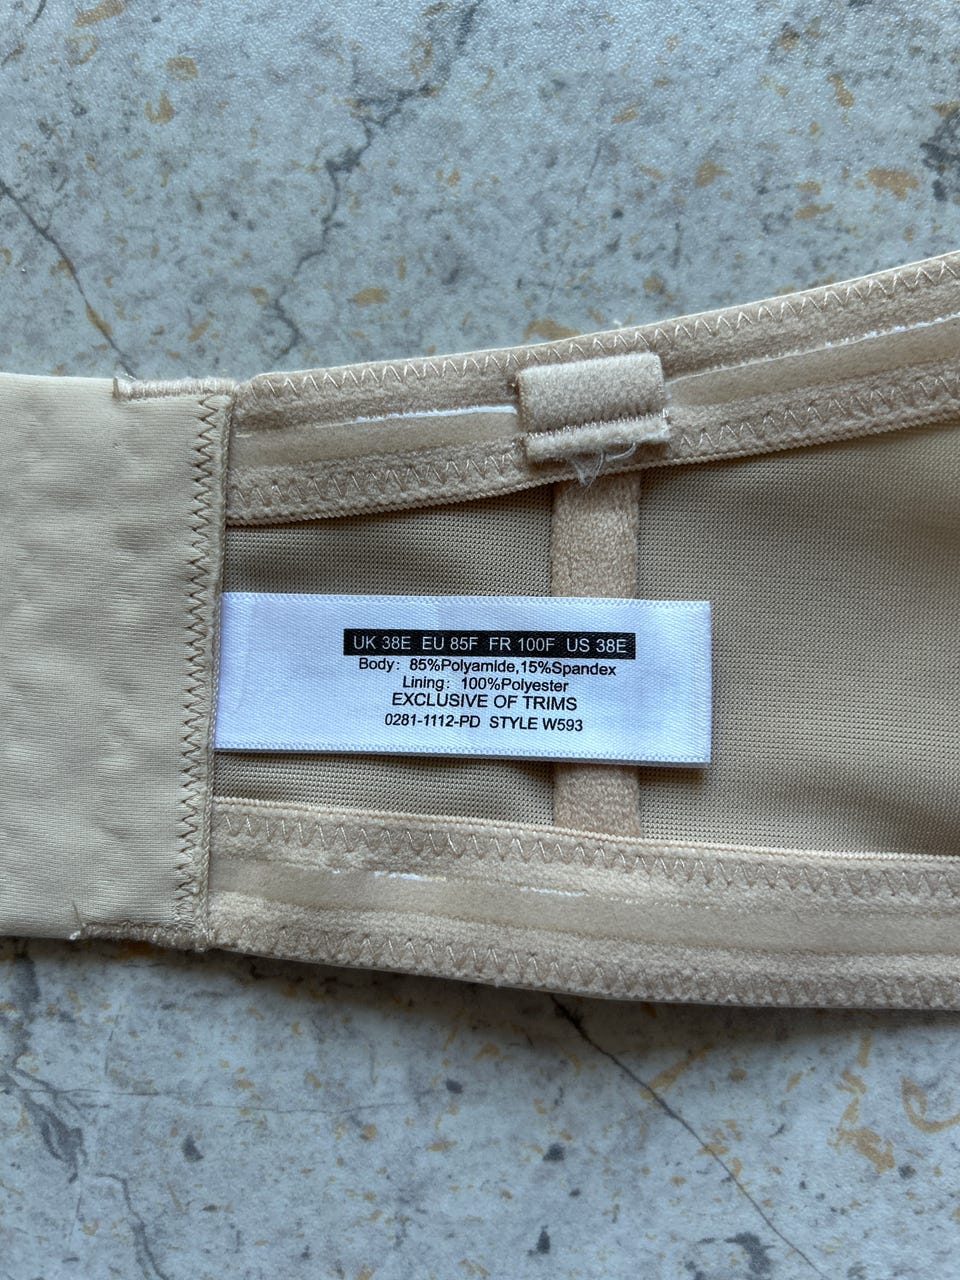 UK 38E EU 85F FR 100F US 38E
Body: 85%Polyamide,15%Spandex
Lining: 100%Polyester
EXCLUSIVE OF TRIMS
0281-1112-PD STYLE W593